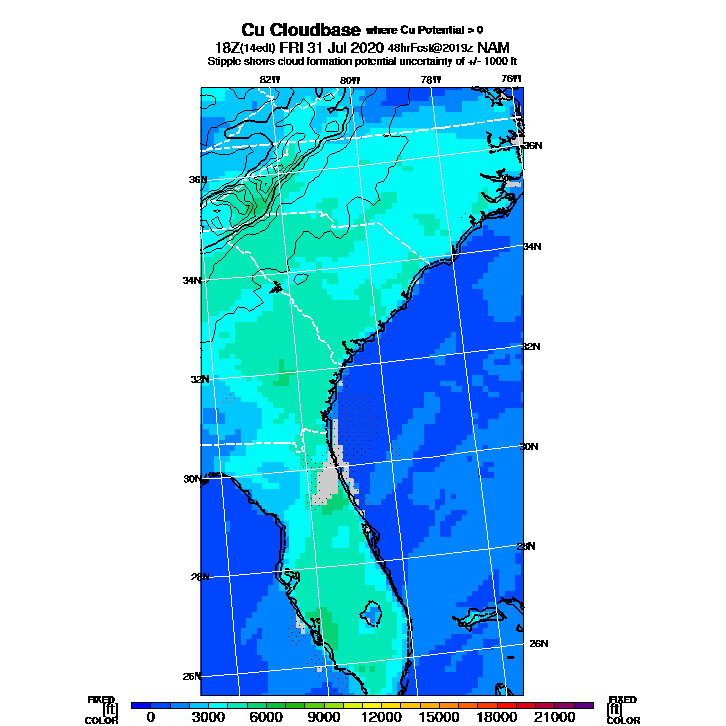 Cu Cloudbase where Cu Potential > 0
18Z(14edt) FRI 31 Jul 2020 48hrFcst@2019z NAM
Stipple shows cloud formation potential uncertainty of +/- 1000 ft
82W 80W 78W 76W
36N
36N
34N
34N
32N
32N
30N
30N
28N
28N
26N
26N
FIXED FIXED
[ft] [ft]
COLOR COLOR
0 3000 6000 9000 12000 15000 18000 21000